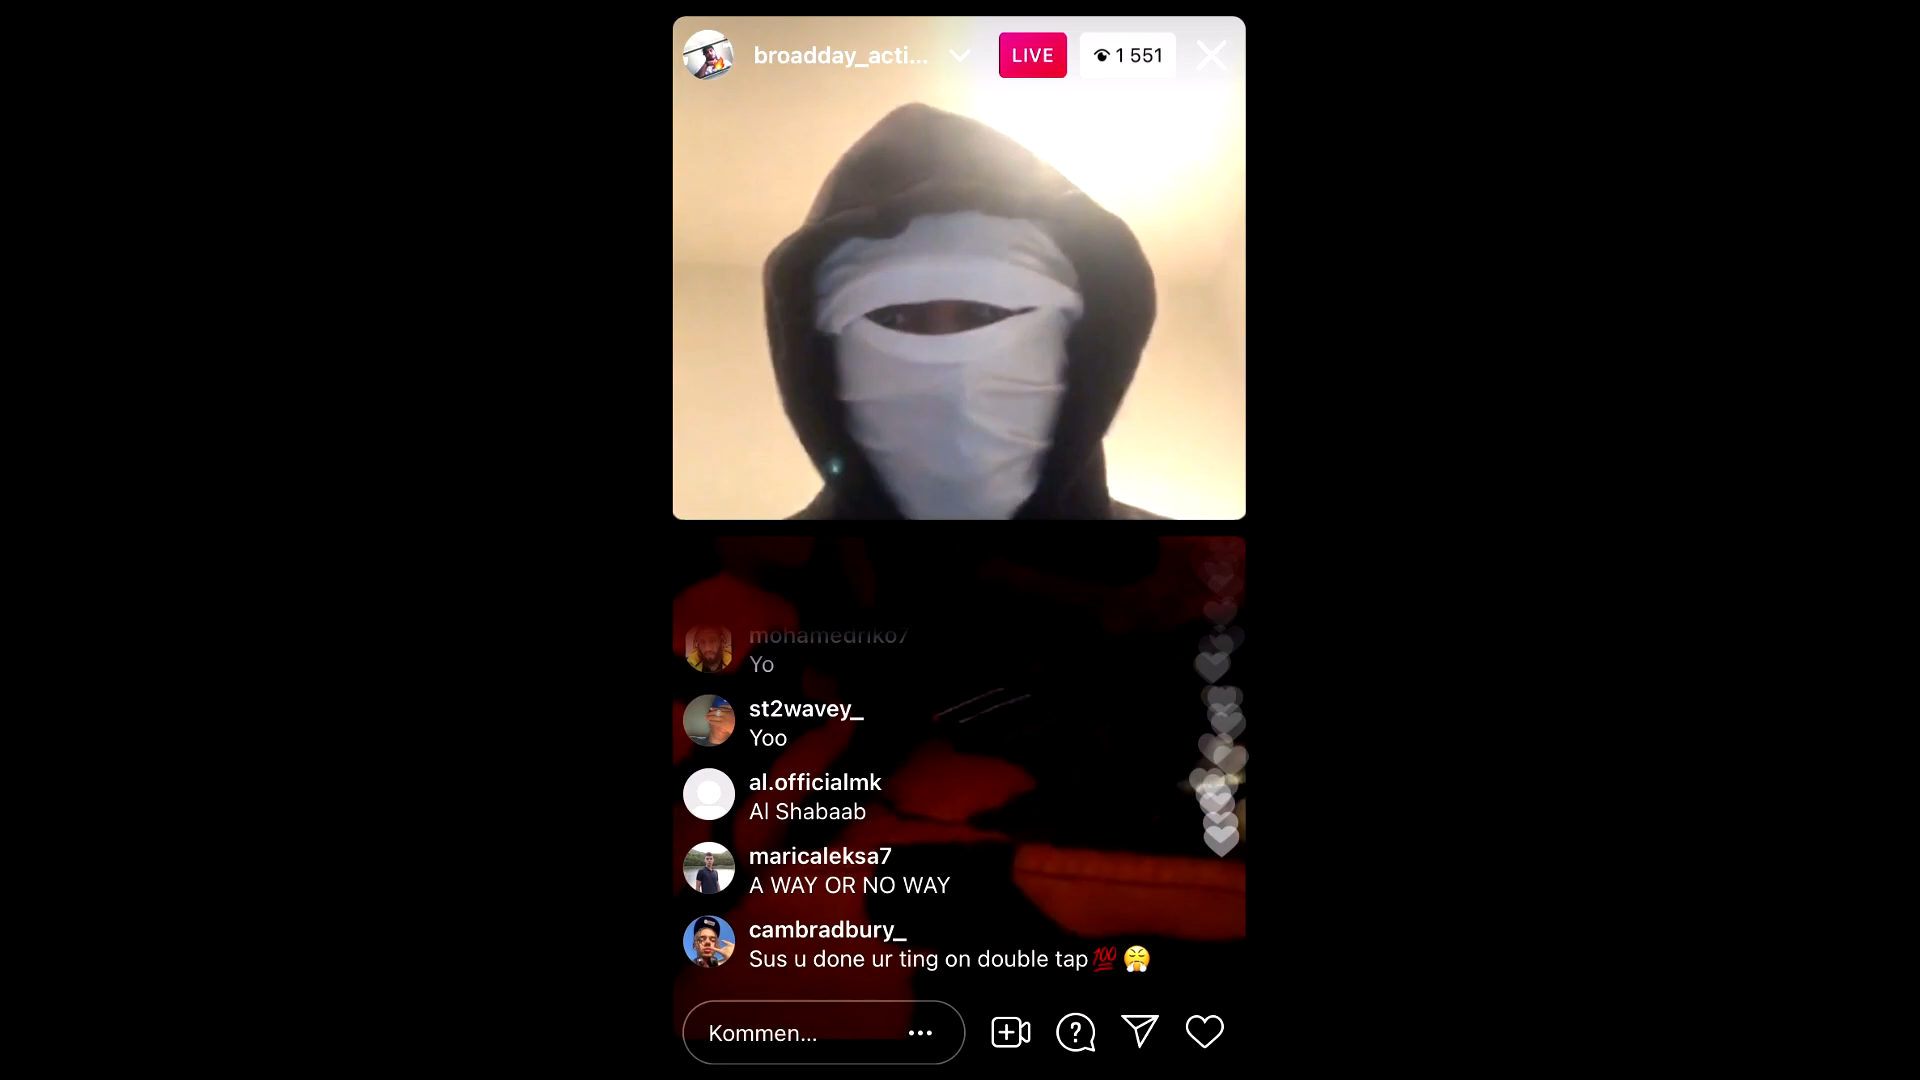 broadday_acti...
LIVE
1 551
mohamedriko7
Yo
st2wavey_
Yoo
al.officialmk
Al Shabaab
maricaleksa7
A WAY OR NO WAY
cambradbury_
Sus u done ur ting on double tap💯😤
Kommen...